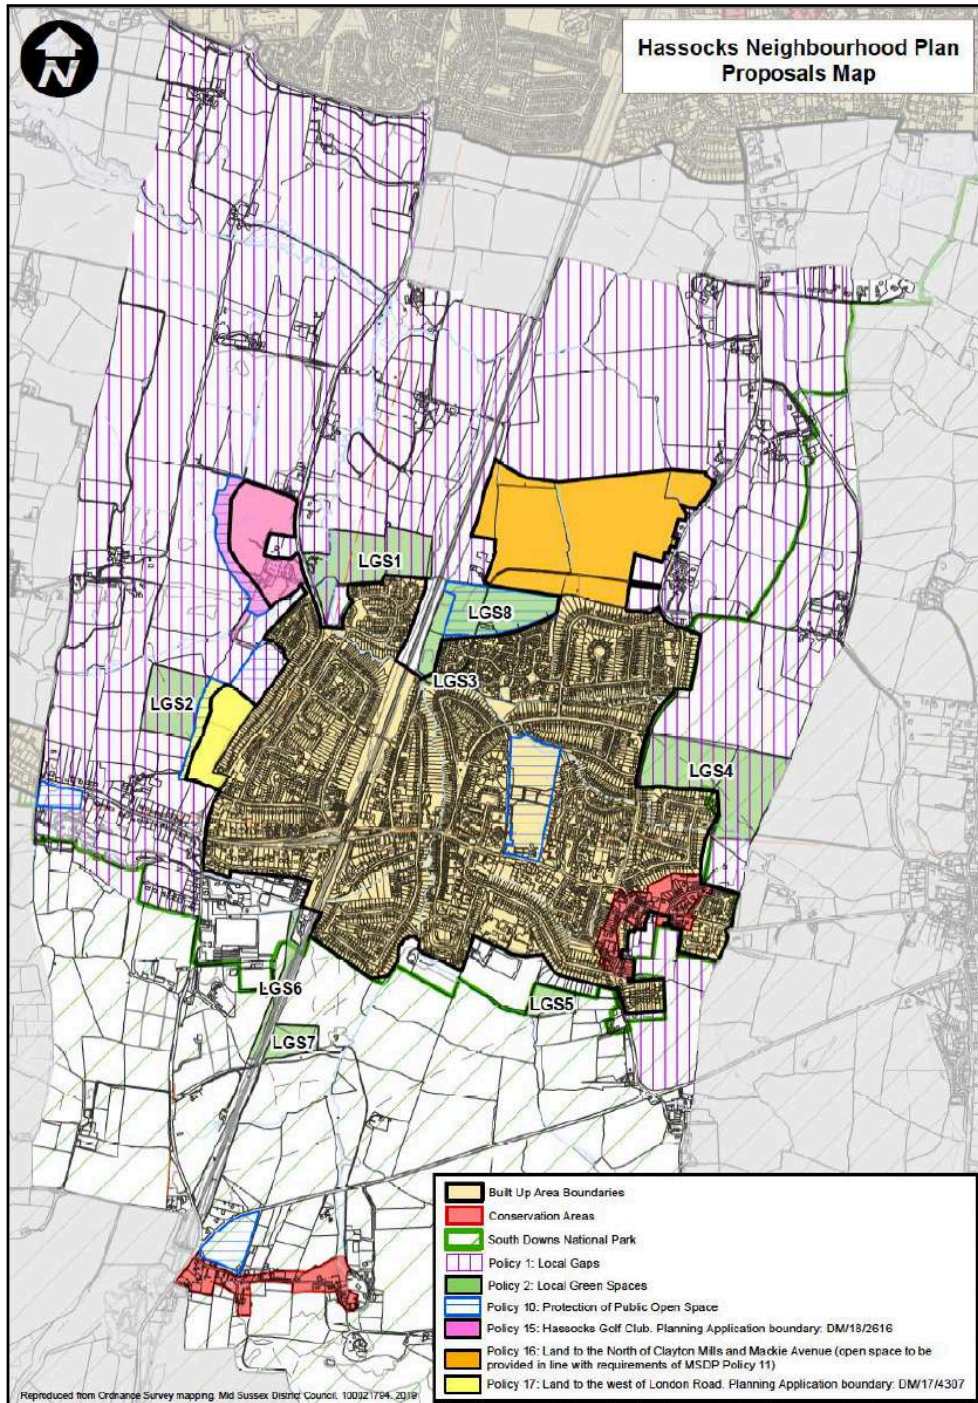 N
Hassocks Neighbourhood Plan
Proposals Map
LGS1
LGS8
LGS3
LGS2
LGS4
LGS6
LGS5
LGS7
Built Up Area Boundaries
Conservation Areas
South Downs National Park
Policy 1: Local Gaps
Policy 2: Local Green Spaces
Policy 10: Protection of Public Open Space
Policy 15: Hassocks Golf Club. Planning Application boundary: DM/18/2616
Policy 16: Land to the North of Clayton Mills and Mackie Avenue (open space to be
provided in line with requirements of MSDP Policy 11)
Policy 17: Land to the west of London Road. Planning Application boundary: DM/17/4307
Reproduced from Ordnance Survey mapping. Mid Sussex District Council. 100021794. 2019